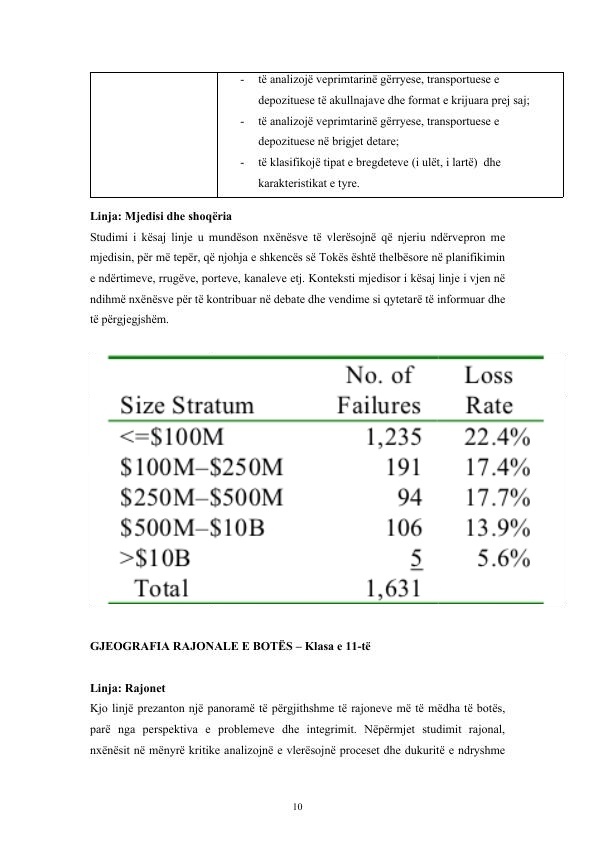 - të analizojë veprimtarinë gërryese, transportuese e
depozituese të akullnajave dhe format e krijuara prej saj;
- të analizojë veprimtarinë gërryese, transportuese e
depozituese në brigjet detare;
- të klasifikojë tipat e bregdeteve (i ulët, i lartë) dhe
karakteristikat e tyre.
Linja: Mjedisi dhe shoqëria
Studimi i kësaj linje u mundëson nxënësve të vlerësojnë që njeriu ndërvepron me
mjedisin, për më tepër, që njohja e shkencës së Tokës është thelbësore në planifikimin
e ndërtimeve, rrugëve, porteve, kanaleve etj. Konteksti mjedisor i kësaj linje i vjen në
ndihmë nxënësve për të kontribuar në debate dhe vendime si qytetarë të informuar dhe
të përgjegjshëm.
No. of Loss
Size Stratum Failures Rate
<=$100M 1,235 22.4%
$100M–$250M 191 17.4%
$250M–$500M 94 17.7%
$500M–$10B 106 13.9%
>$10B 5 5.6%
Total 1,631
GJEOGRAFIA RAJONALE E BOTËS – Klasa e 11-të
Linja: Rajonet
Kjo linjë prezanton një panoramë të përgjithshme të rajoneve më të mëdha të botës,
parë nga perspektiva e problemeve dhe integrimit. Nëpërmjet studimit rajonal,
nxënësit në mënyrë kritike analizojnë e vlerësojnë proceset dhe dukuritë e ndryshme
10